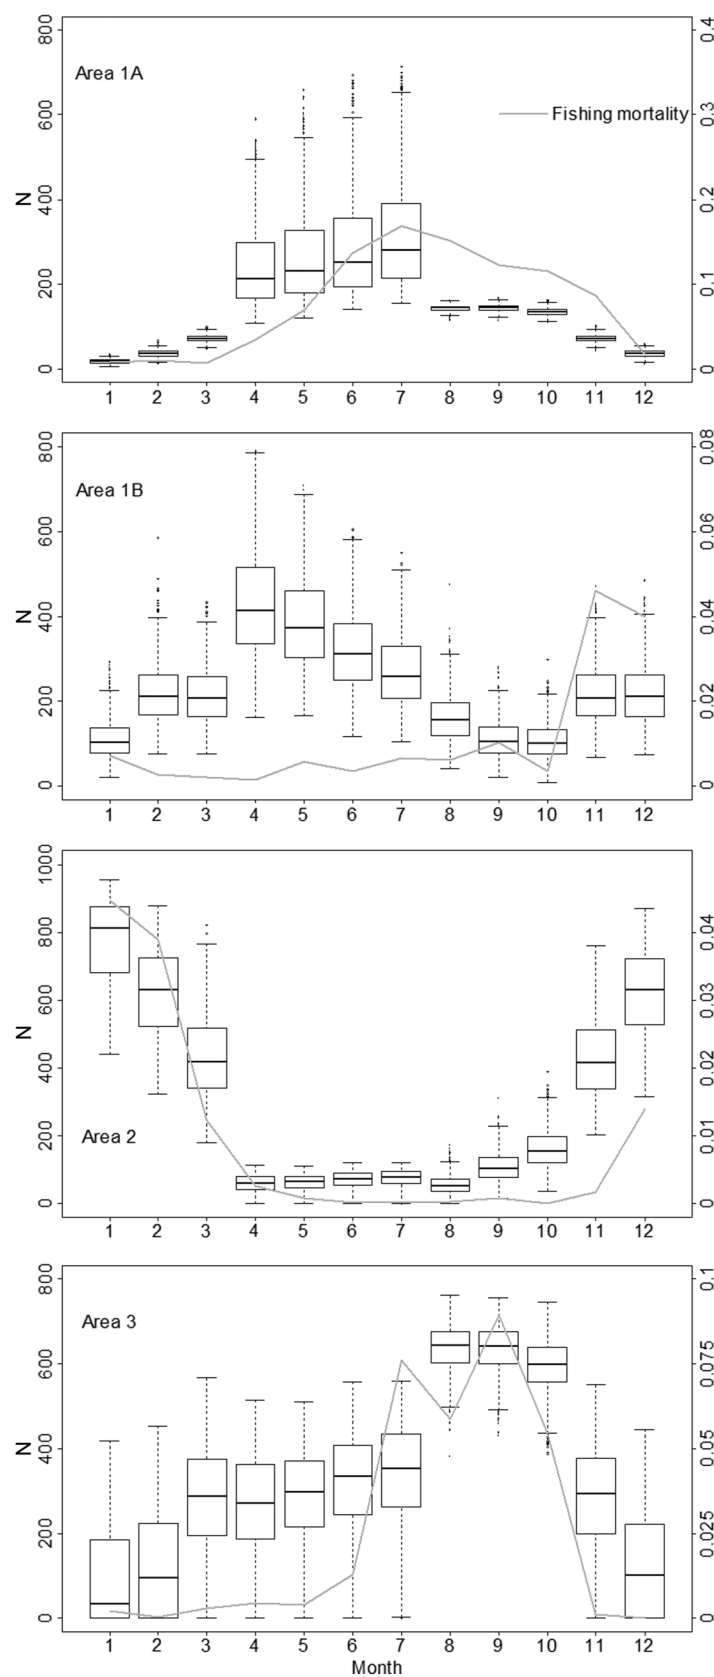 Area 1A
Fishing mortality
N
0 200 400 600 800
0 0.1 0.2 0.3 0.4
1 2 3 4 5 6 7 8 9 10 11 12
Area 1B
N
0 200 400 600 800
0 0.02 0.04 0.06 0.08
1 2 3 4 5 6 7 8 9 10 11 12
Area 2
N
0 200 400 600 800 1000
0 0.01 0.02 0.03 0.04
1 2 3 4 5 6 7 8 9 10 11 12
Area 3
N
0 200 400 600 800
0 0.025 0.05 0.075 0.1
1 2 3 4 5 6 7 8 9 10 11 12
Month